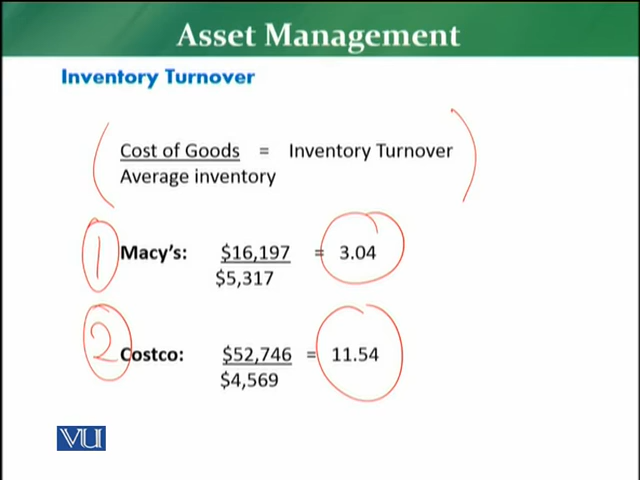 Asset Management
Inventory Turnover
Cost of Goods = Inventory Turnover
Average inventory
1 Macy's: $16,197 = 3.04
$5,317
2 Costco: $52,746 = 11.54
$4,569
VU